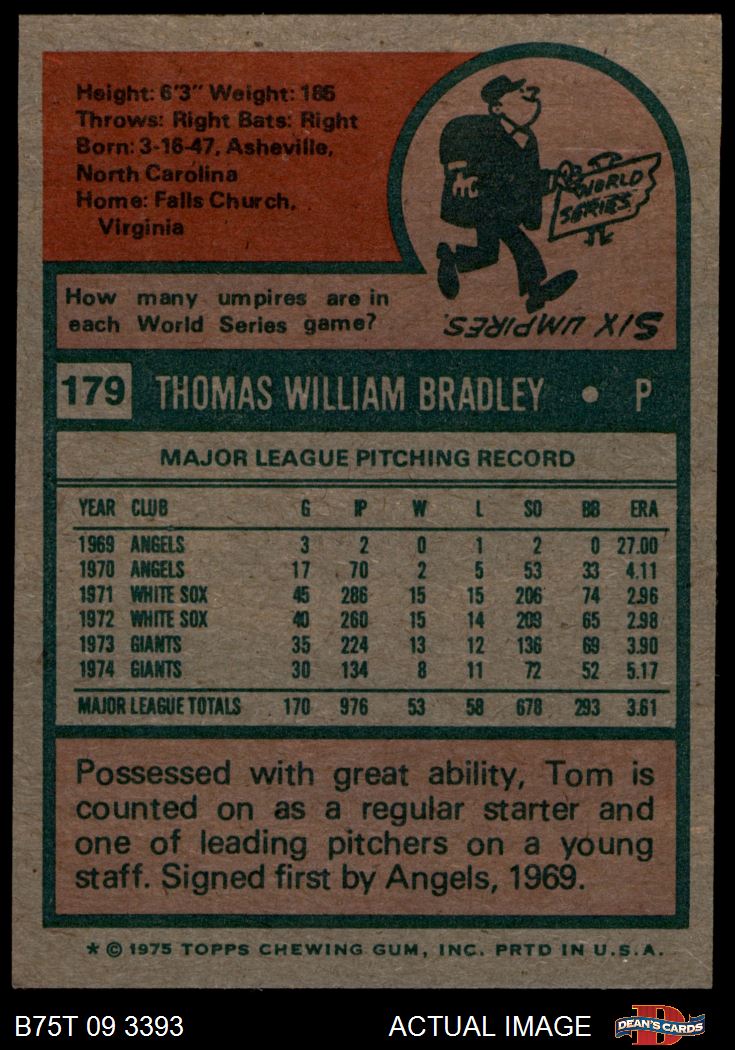 Height: 6'3" Weight: 185
Throws: Right Bats: Right
Born: 3-16-47, Asheville,
North Carolina
Home: Falls Church,
Virginia
WORLD
SERIES
How many umpires are in
each World Series game?
SIX UMPIRES.
179 THOMAS WILLIAM BRADLEY • P
MAJOR LEAGUE PITCHING RECORD
YEAR CLUB G IP W L SO BB ERA
1969 ANGELS 3 2 0 1 2 0 27.00
1970 ANGELS 17 70 2 5 53 33 4.11
1971 WHITE SOX 45 286 15 15 206 74 2.96
1972 WHITE SOX 40 260 15 14 209 65 2.98
1973 GIANTS 35 224 13 12 136 69 3.90
1974 GIANTS 30 134 8 11 72 52 5.17
MAJOR LEAGUE TOTALS 170 976 53 58 678 293 3.61
Possessed with great ability, Tom is
counted on as a regular starter and
one of leading pitchers on a young
staff. Signed first by Angels, 1969.
* © 1975 TOPPS CHEWING GUM, INC. PRTD IN U.S.A.
B75T 09 3393 ACTUAL IMAGE
D
DEAN'S CARDS